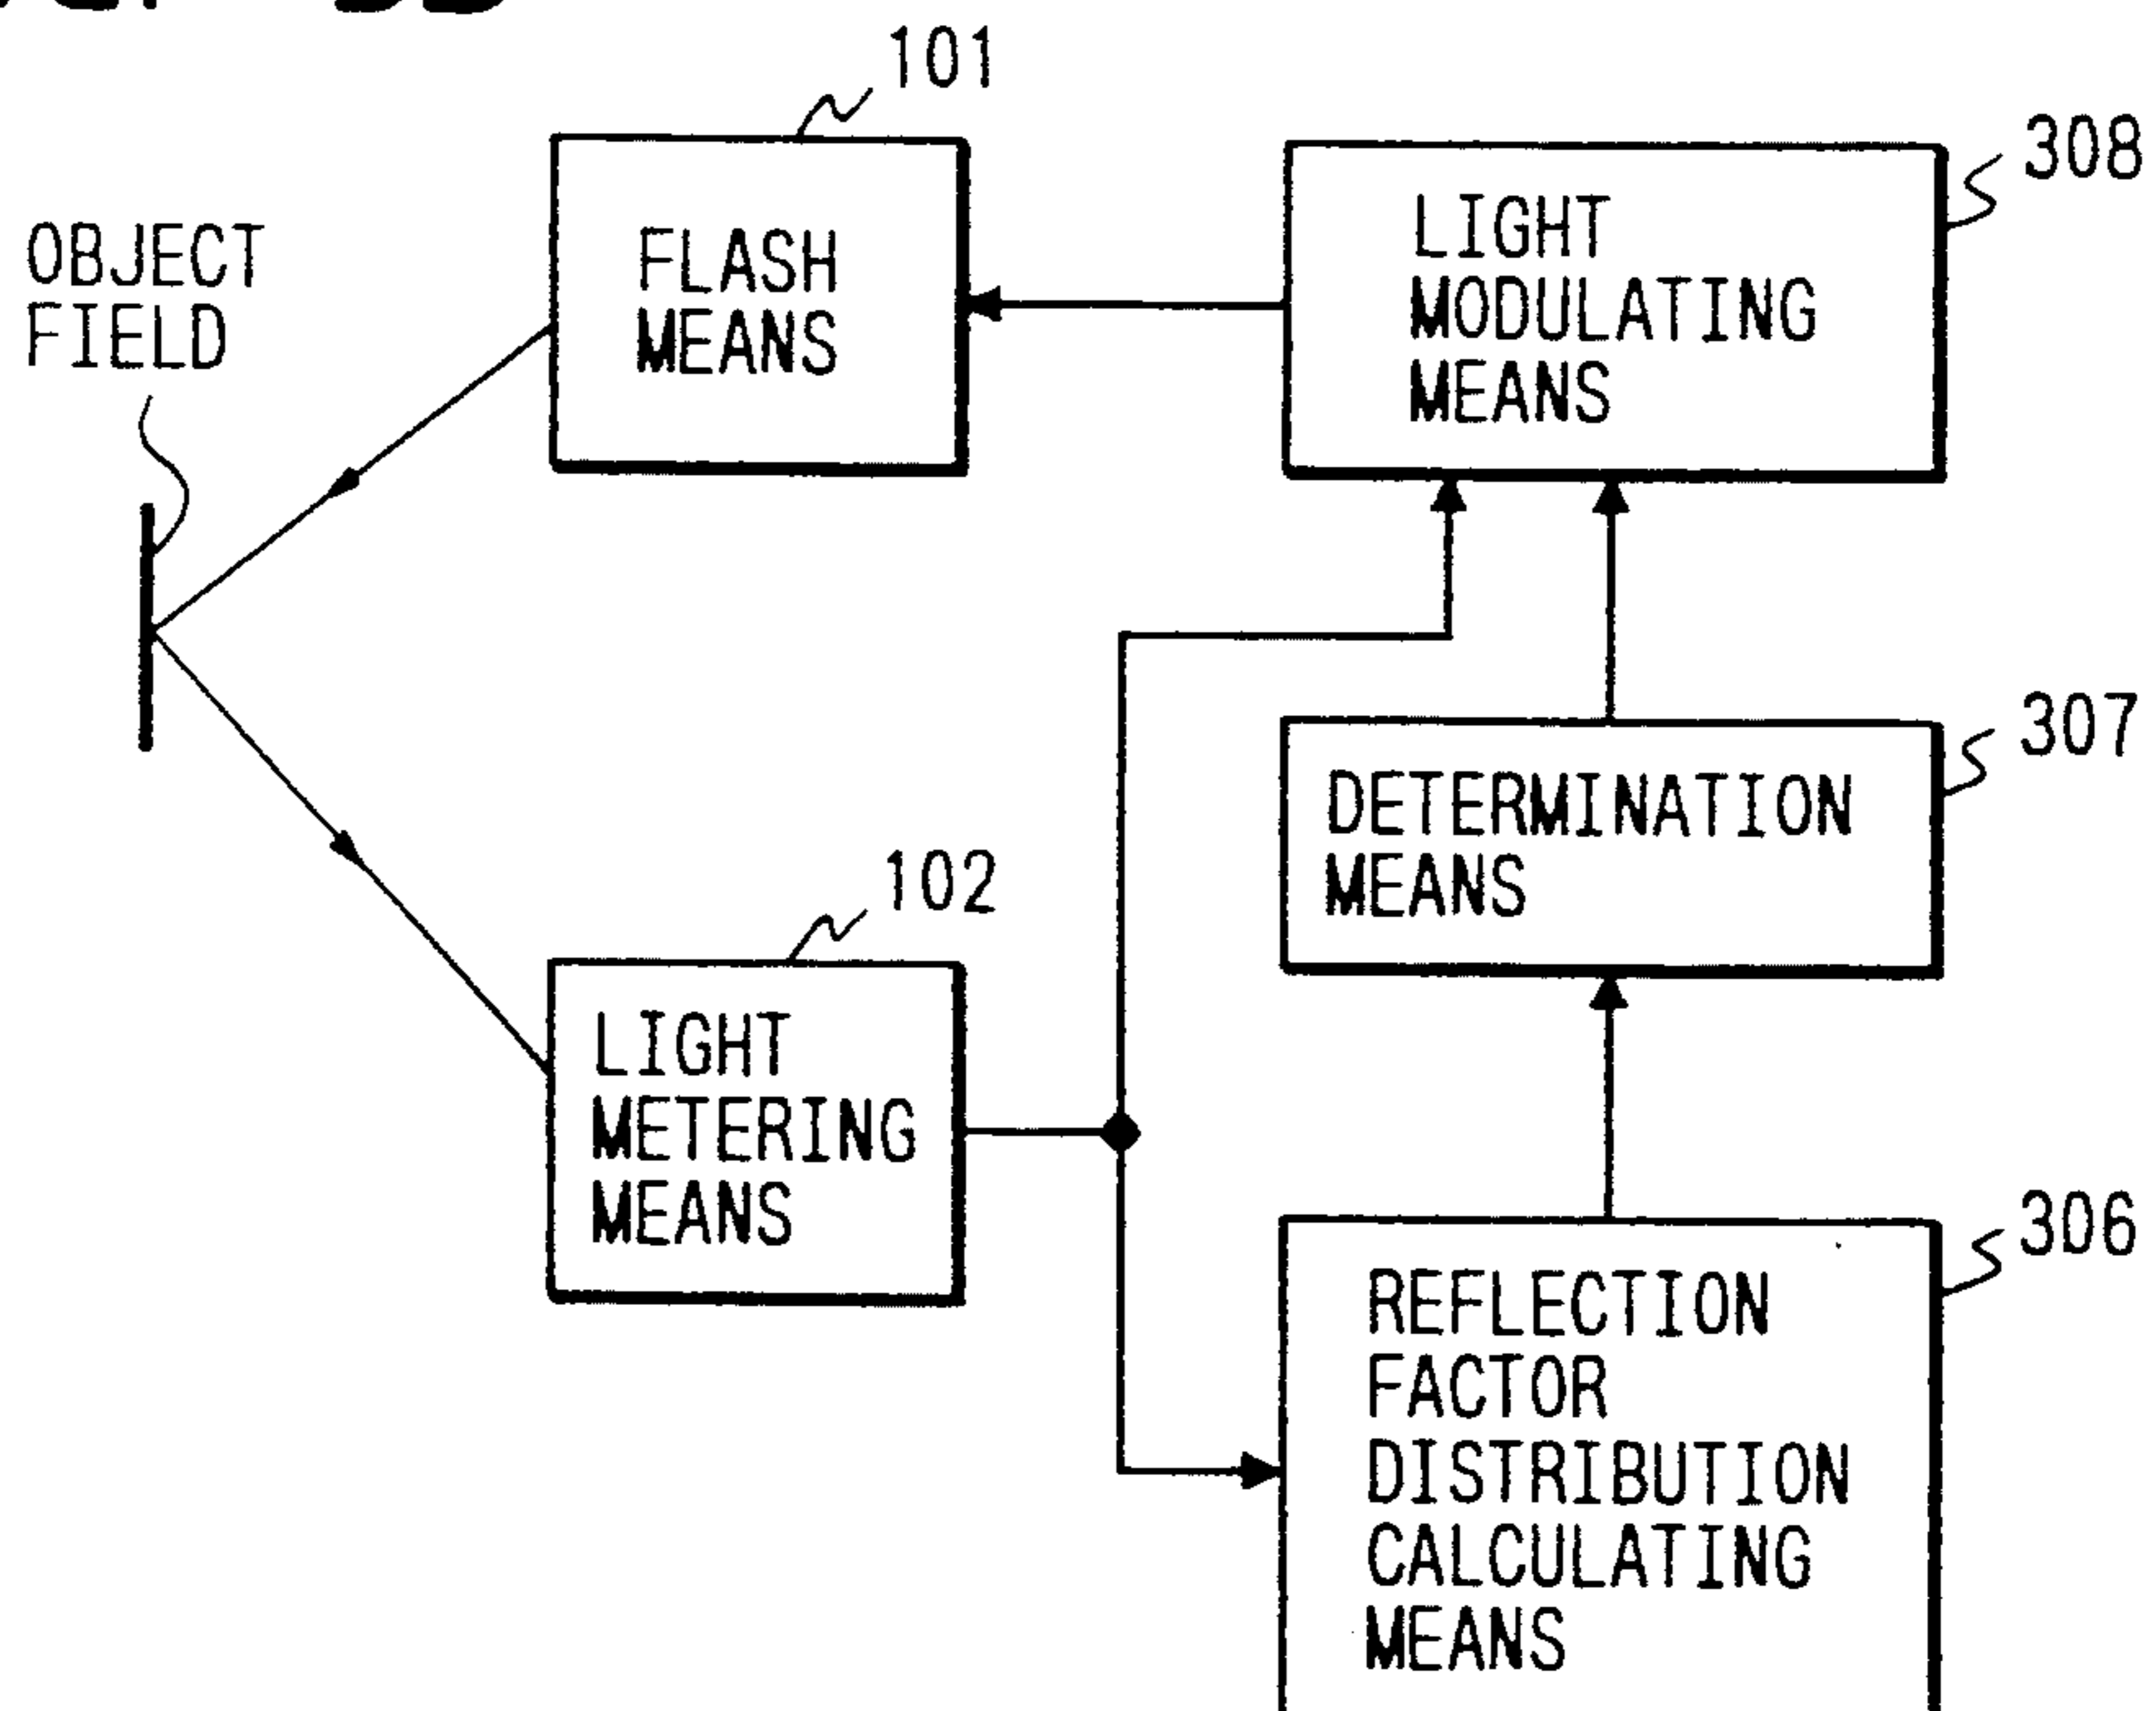 101
308
OBJECT
FIELD
FLASH
MEANS
LIGHT
MODULATING
MEANS
307
DETERMINATION
MEANS
102
LIGHT
METERING
MEANS
306
REFLECTION
FACTOR
DISTRIBUTION
CALCULATING
MEANS